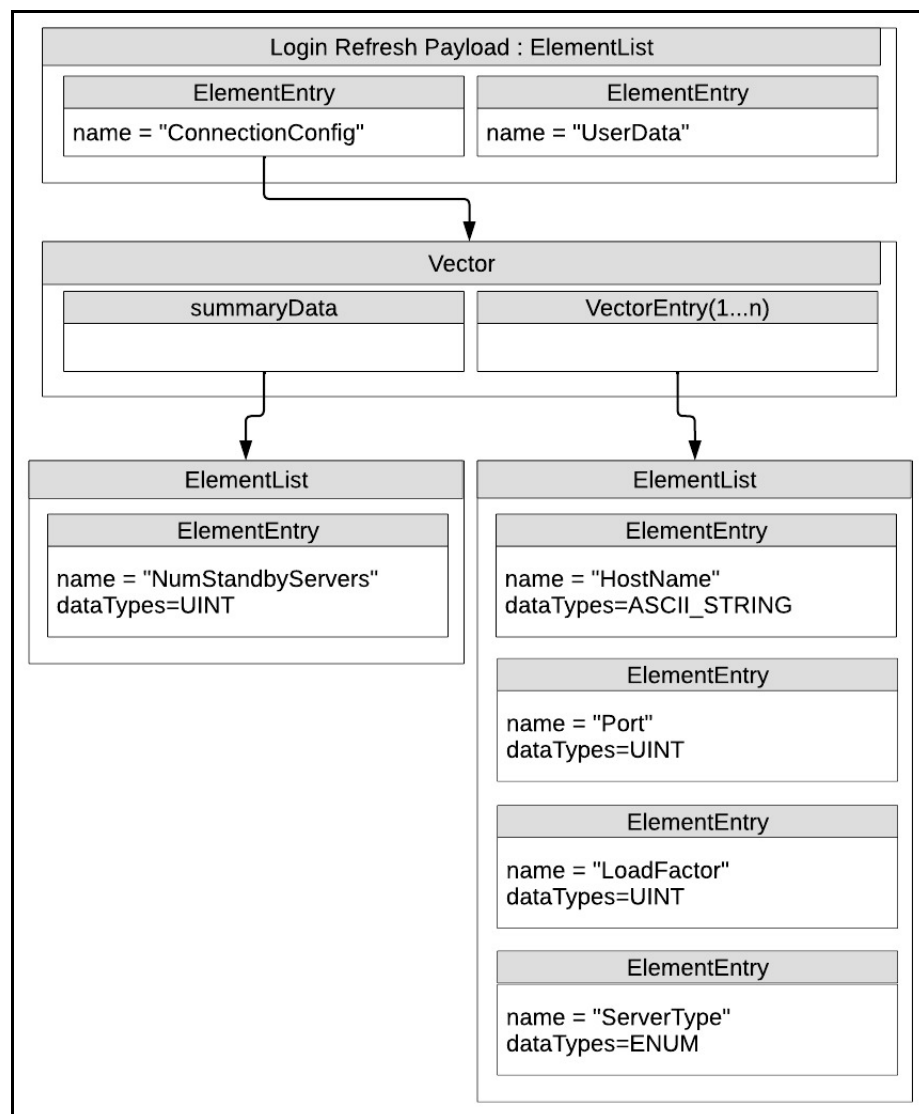 Login Refresh Payload : ElementList
ElementEntry
name = "ConnectionConfig"
ElementEntry
name = "UserData"
Vector
summaryData
VectorEntry(1...n)
ElementList
ElementEntry
name = "NumStandbyServers"
dataTypes=UINT
ElementList
ElementEntry
name = "HostName"
dataTypes=ASCII_STRING
ElementEntry
name = "Port"
dataTypes=UINT
ElementEntry
name = "LoadFactor"
dataTypes=UINT
ElementEntry
name = "ServerType"
dataTypes=ENUM